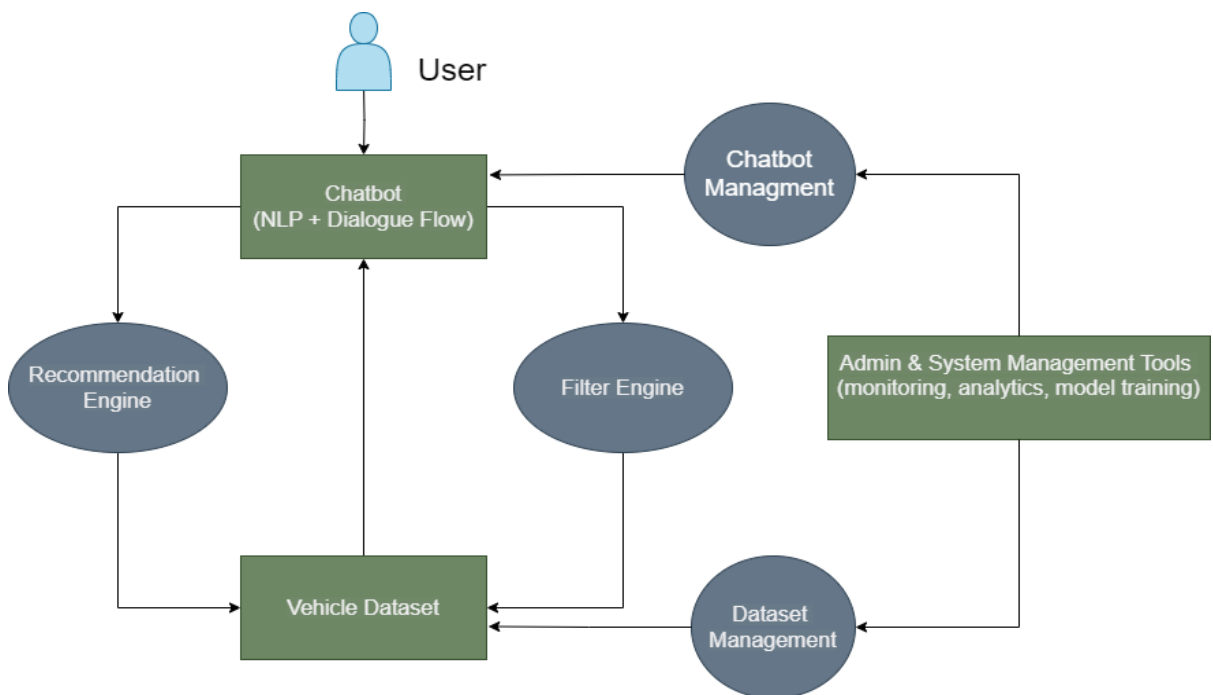 User
Chatbot
(NLP + Dialogue Flow)
Chatbot
Managment
Recommendation
Engine
Filter Engine
Admin & System Management Tools
(monitoring, analytics, model training)
Vehicle Dataset
Dataset
Management